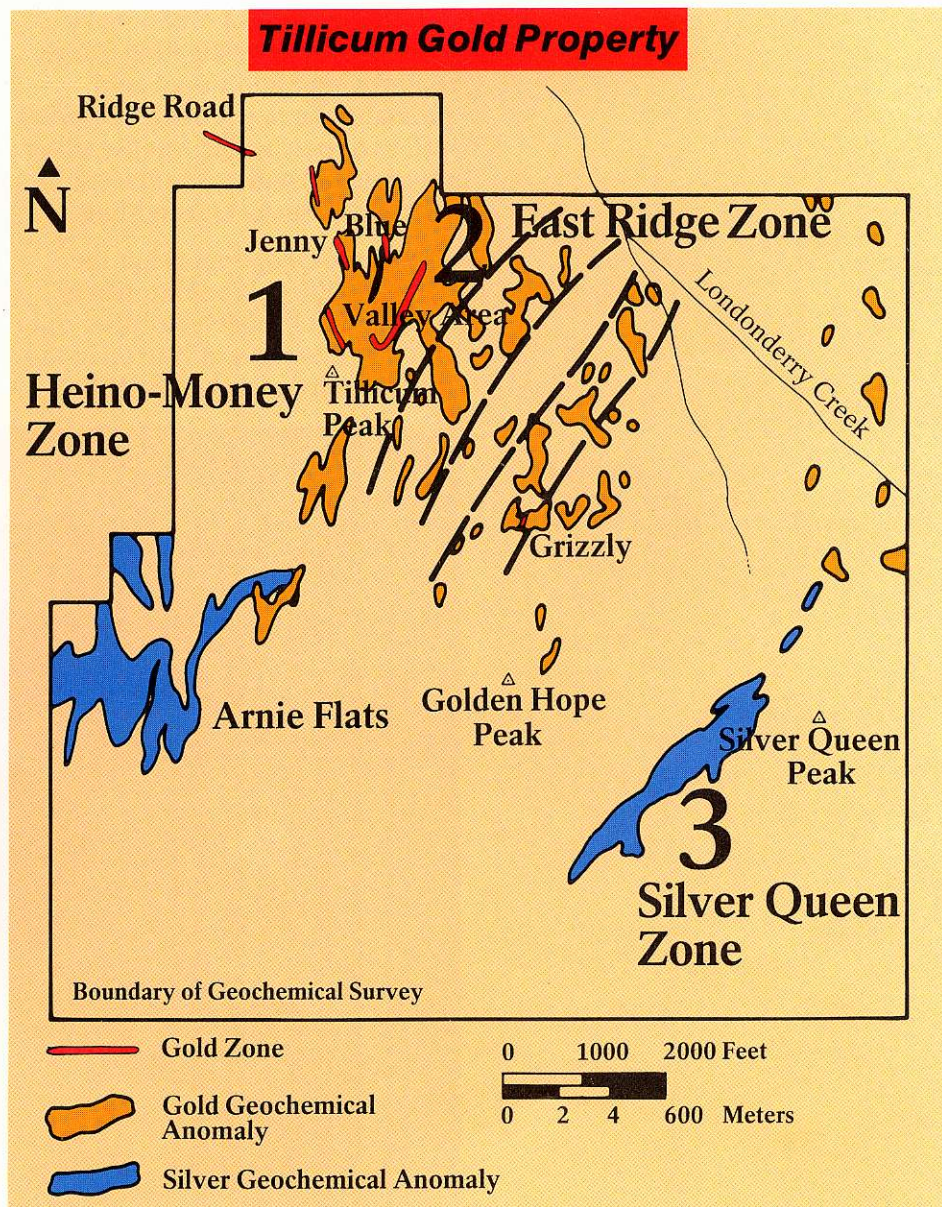 Tillicum Gold Property
Ridge Road
N
Jenny
Blue
2
East Ridge Zone
1
Valley Area
Londonderry Creek
Heino-Money
Zone
Tillicum
Peak
Grizzly
Arnie Flats
Golden Hope
Peak
Silver Queen
Peak
3
Silver Queen
Zone
Boundary of Geochemical Survey
Gold Zone
0 1000 2000 Feet
Gold Geochemical
Anomaly
0 2 4 600 Meters
Silver Geochemical Anomaly